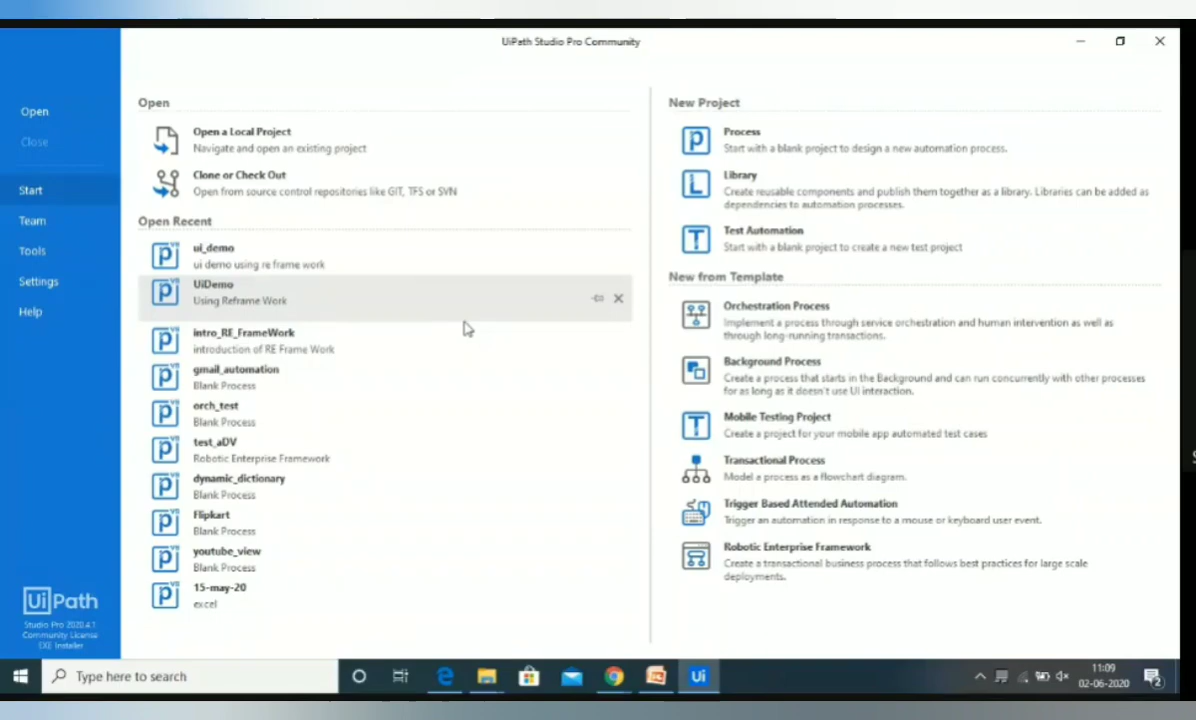 UiPath Studio Pro Community
Open
Close
Start
Team
Tools
Settings
Help
UiPath
Studio Pro 2020.4.1
Community License
EXE Installer
Open
Open a Local Project
Navigate and open an existing project
Clone or Check Out
Open from source control repositories like GIT, TFS or SVN
Open Recent
ui_demo
ui demo using re frame work
UiDemo
Using Reframe Work
intro_RE_FrameWork
introduction of RE Frame Work
gmail_automation
Blank Process
orch_test
Blank Process
test_aDV
Robotic Enterprise Framework
dynamic_dictionary
Blank Process
Flipkart
Blank Process
youtube_view
Blank Process
15-may-20
excel
New Project
Process
Start with a blank project to design a new automation process.
Library
Create reusable components and publish them together as a library. Libraries can be added as
dependencies to automation processes.
Test Automation
Start with a blank project to create a new test project
New from Template
Orchestration Process
Implement a process through service orchestration and human intervention as well as
through long-running transactions.
Background Process
Create a process that starts in the Background and can run concurrently with other processes
for as long as it doesn't use UI interaction.
Mobile Testing Project
Create a project for your mobile app automated test cases
Transactional Process
Model a process as a flowchart diagram.
Trigger Based Attended Automation
Trigger an automation in response to a mouse or keyboard user event.
Robotic Enterprise Framework
Create a transactional business process that follows best practices for large scale
deployments.
Type here to search
Ui
11:09
02-06-2020
2